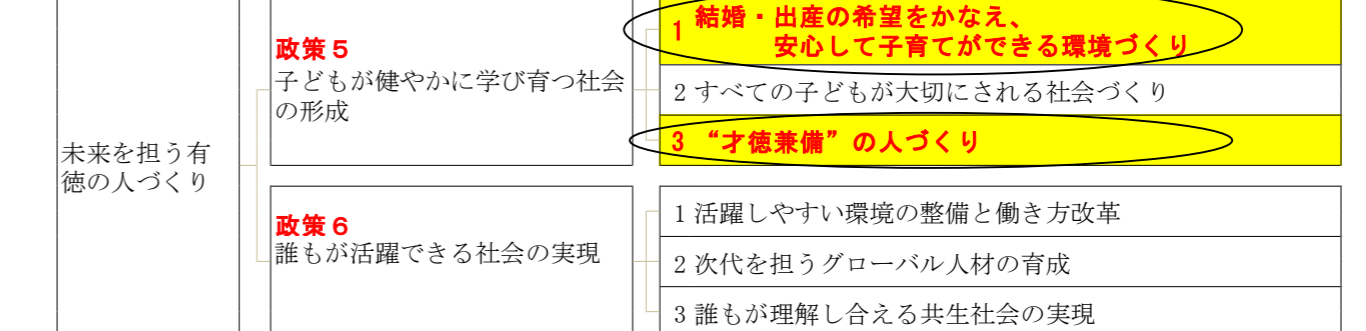 未来を担う有
徳の人づくり
政策５
子どもが健やかに学び育つ社会
の形成
1 結婚・出産の希望をかなえ、
安心して子育てができる環境づくり
2 すべての子どもが大切にされる社会づくり
3 “才徳兼備”の人づくり
政策６
誰もが活躍できる社会の実現
1 活躍しやすい環境の整備と働き方改革
2 次代を担うグローバル人材の育成
3 誰もが理解し合える共生社会の実現